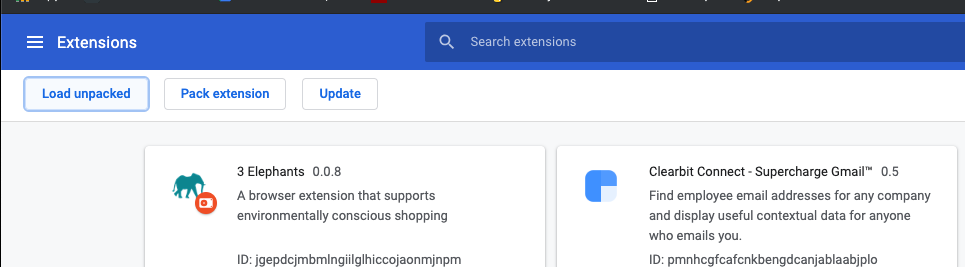 Extensions
Search extensions
Load unpacked
Pack extension
Update
3 Elephants 0.0.8
A browser extension that supports
environmentally conscious shopping
ID: jgepdcjmbmlngiilglhiccojaonmjnpm
Clearbit Connect - Supercharge Gmail™ 0.5
Find employee email addresses for any company
and display useful contextual data for anyone
who emails you.
ID: pmnhcgfcafcnkbengdcanjablaabjplo